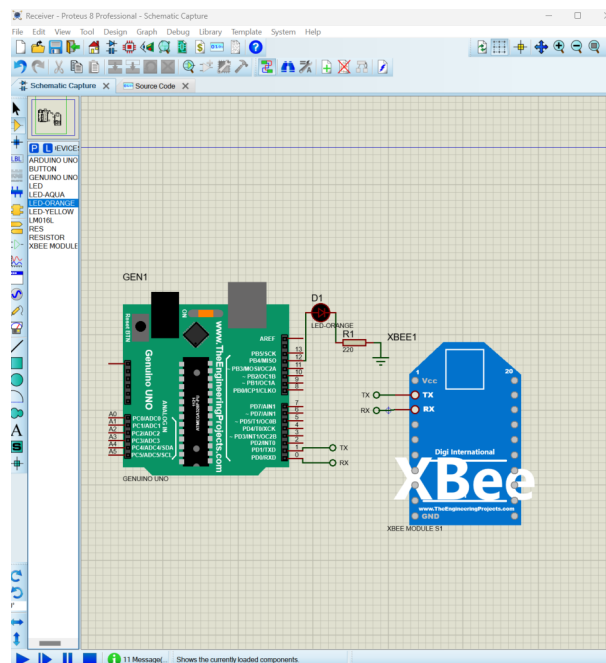 Receiver - Proteus 8 Professional - Schematic Capture
File Edit View Tool Design Graph Debug Library Template System Help
Schematic Capture X Source Code X
P L DEVICES
ARDUINO UNO
BUTTON
GENUINO UNO
LED
LED-AQUA
LED-ORANGE
LED-YELLOW
LM016L
RES
RESISTOR
XBEE MODULE
LBL
A
S
GEN1
Reset BTN
ON
Genuino UNO
ANALOG IN
www.TheEngineeringProjects.com
AREF
PB5/SCK 13
PB4/MISO 12
~PB3/MOSI/OC2A 11
~PB2/OC1B 10
~PB1/OC1A 9
PB0/ICP1/CLKO 8
PD7/AIN1 7
~PD6/AIN0 6
~PD5/T1/OC0B 5
PD4/T0/XCK 4
~PD3/INT1/OC2B 3
PD2/INT0 2
PD1/TXD 1
PD0/RXD 0
A0 PC0/ADC0
A1 PC1/ADC1
A2 PC2/ADC2
A3 PC3/ADC3
A4 PC4/ADC4/SDA
A5 PC5/ADC5/SCL
GENUINO UNO
TX
RX
D1
LED-ORANGE
R1
220
XBEE1
1 20
Vcc
TX TX
RX RX
Digi International
XBee
www.TheEngineeringProjects.com
GND
XBEE MODULE S1
11 Message(... Shows the currently loaded components